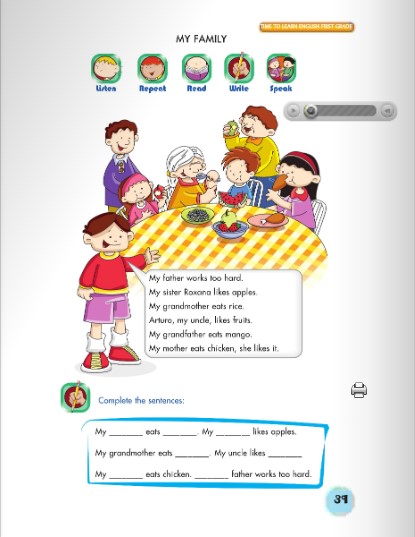 TIME TO LEARN ENGLISH FIRST GRADE
MY FAMILY
Listen Repeat Read Write Speak
My father works too hard.
My sister Roxana likes apples.
My grandmother eats rice.
Arturo, my uncle, likes fruits.
My grandfather eats mango.
My mother eats chicken, she likes it.
Complete the sentences:
My _______ eats _______. My _______ likes apples.
My grandmother eats _______. My uncle likes _______
My _______ eats chicken. _______ father works too hard.
39